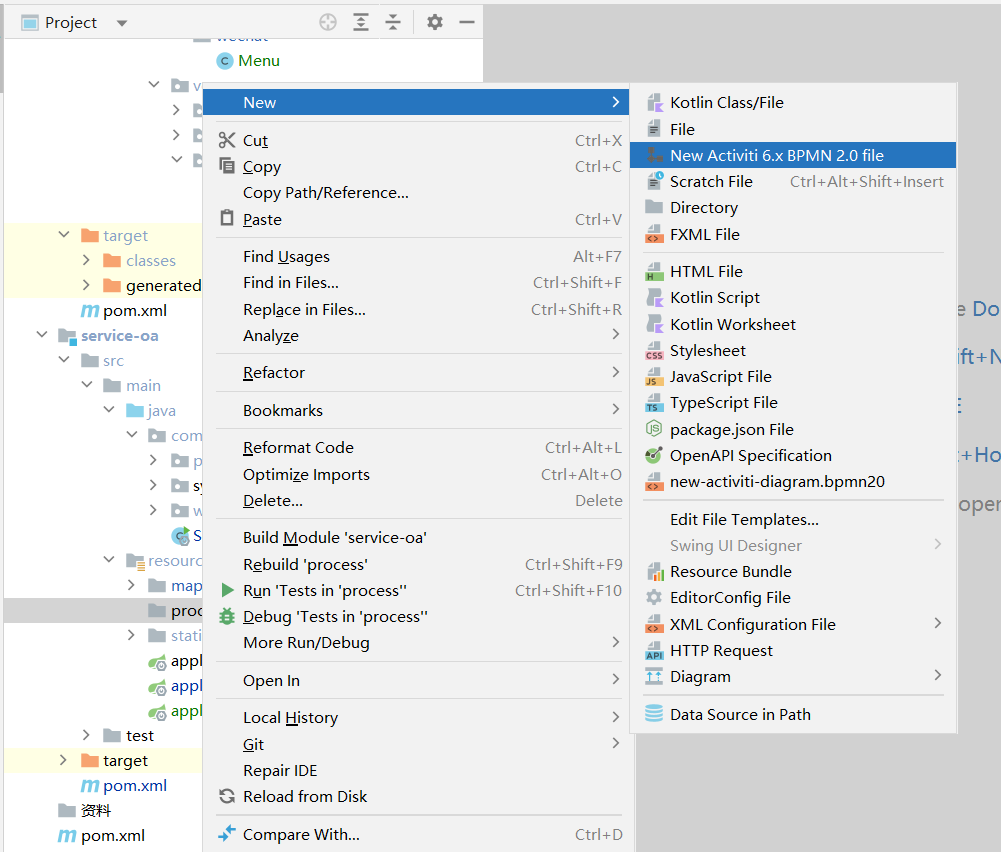 Project
Menu
target
classes
generated
pom.xml
service-oa
src
main
java
com
resourc
map
proc
stati
appl
appl
appl
test
target
pom.xml
资料
pom.xml
New
Cut Ctrl+X
Copy Ctrl+C
Copy Path/Reference...
Paste Ctrl+V
Find Usages Alt+F7
Find in Files... Ctrl+Shift+F
Replace in Files... Ctrl+Shift+R
Analyze
Refactor
Bookmarks
Reformat Code Ctrl+Alt+L
Optimize Imports Ctrl+Alt+O
Delete... Delete
Build Module 'service-oa'
Rebuild 'process' Ctrl+Shift+F9
Run 'Tests in 'process'' Ctrl+Shift+F10
Debug 'Tests in 'process''
More Run/Debug
Open In
Local History
Git
Repair IDE
Reload from Disk
Compare With... Ctrl+D
Kotlin Class/File
File
New Activiti 6.x BPMN 2.0 file
Scratch File Ctrl+Alt+Shift+Insert
Directory
FXML File
HTML File
Kotlin Script
Kotlin Worksheet
Stylesheet
JavaScript File
TypeScript File
package.json File
OpenAPI Specification
new-activiti-diagram.bpmn20
Edit File Templates...
Swing UI Designer
Resource Bundle
EditorConfig File
XML Configuration File
HTTP Request
Diagram
Data Source in Path
e Do
ift+N
E
t+Ho
open